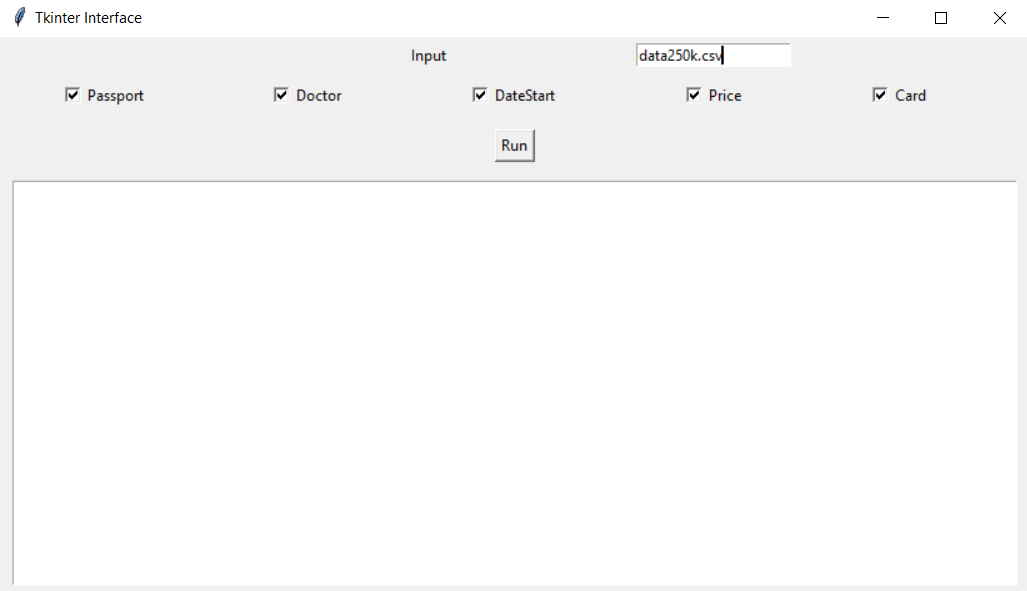 Tkinter Interface
Input data250k.csv
Passport Doctor DateStart Price Card
Run